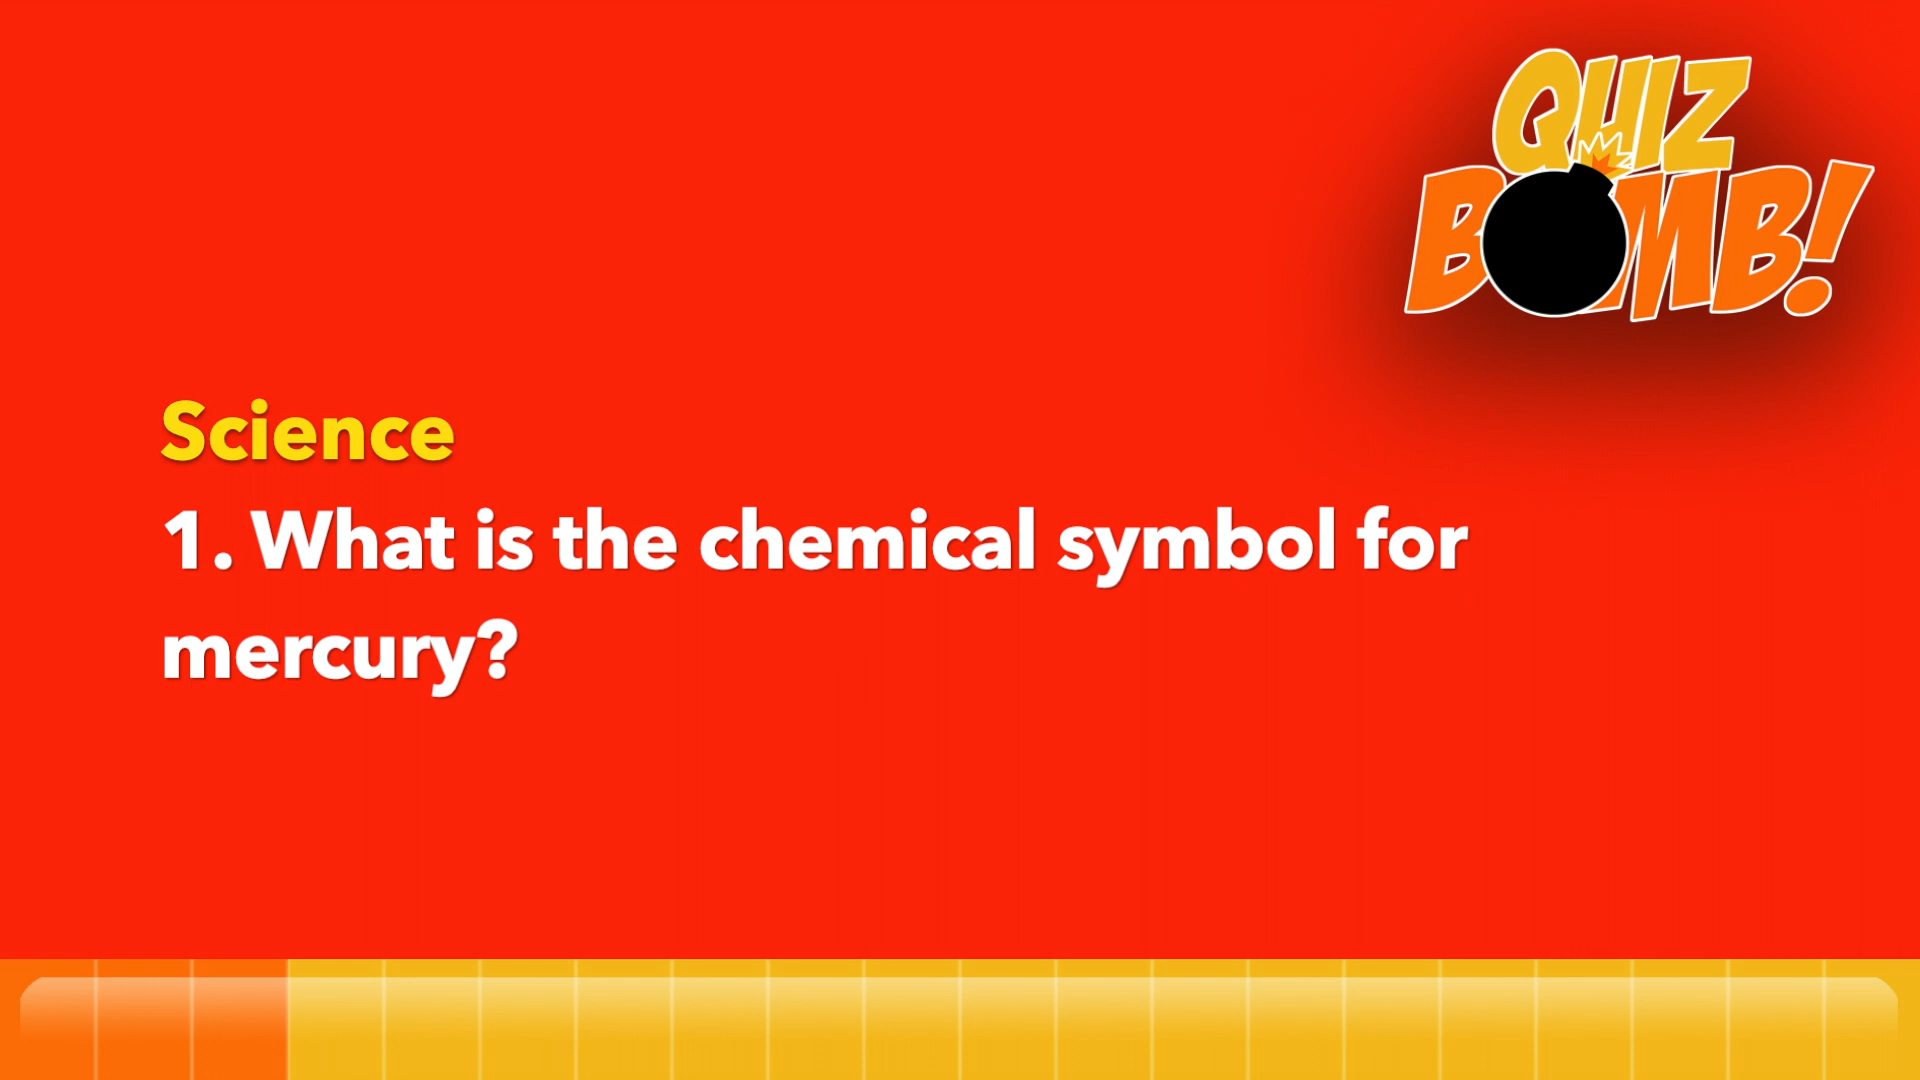 QUIZ
BOMB!
Science
1. What is the chemical symbol for
mercury?